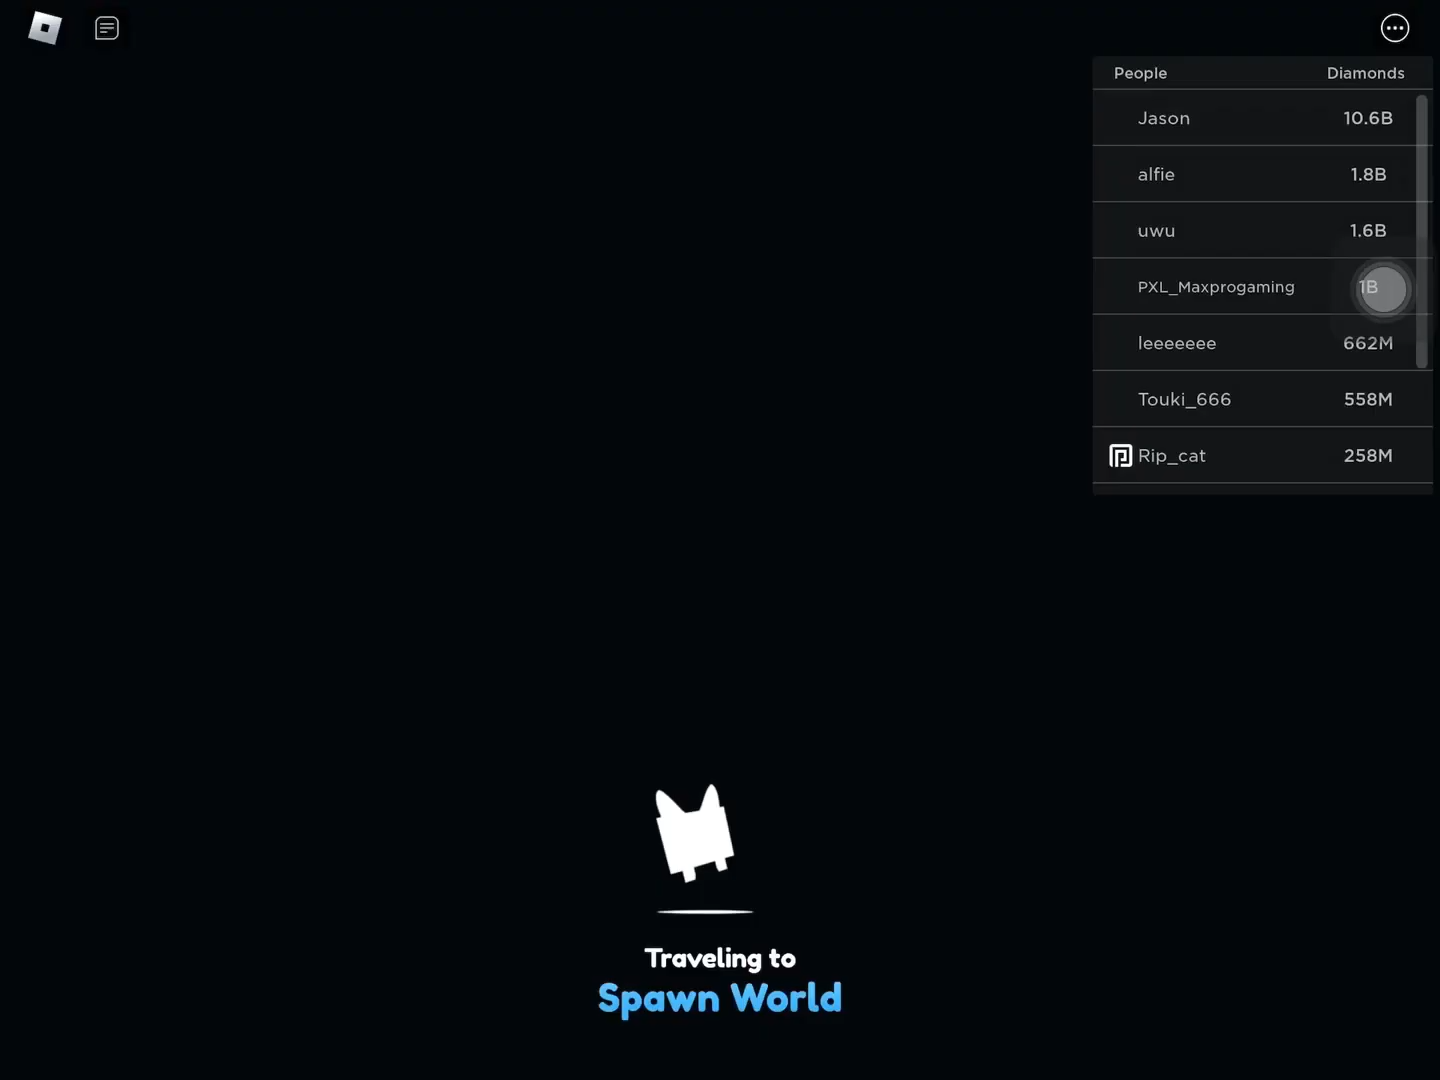 People Diamonds
Jason 10.6B
alfie 1.8B
uwu 1.6B
PXL_Maxprogaming 1B
leeeeeee 662M
Touki_666 558M
Rip_cat 258M
Traveling to
Spawn World